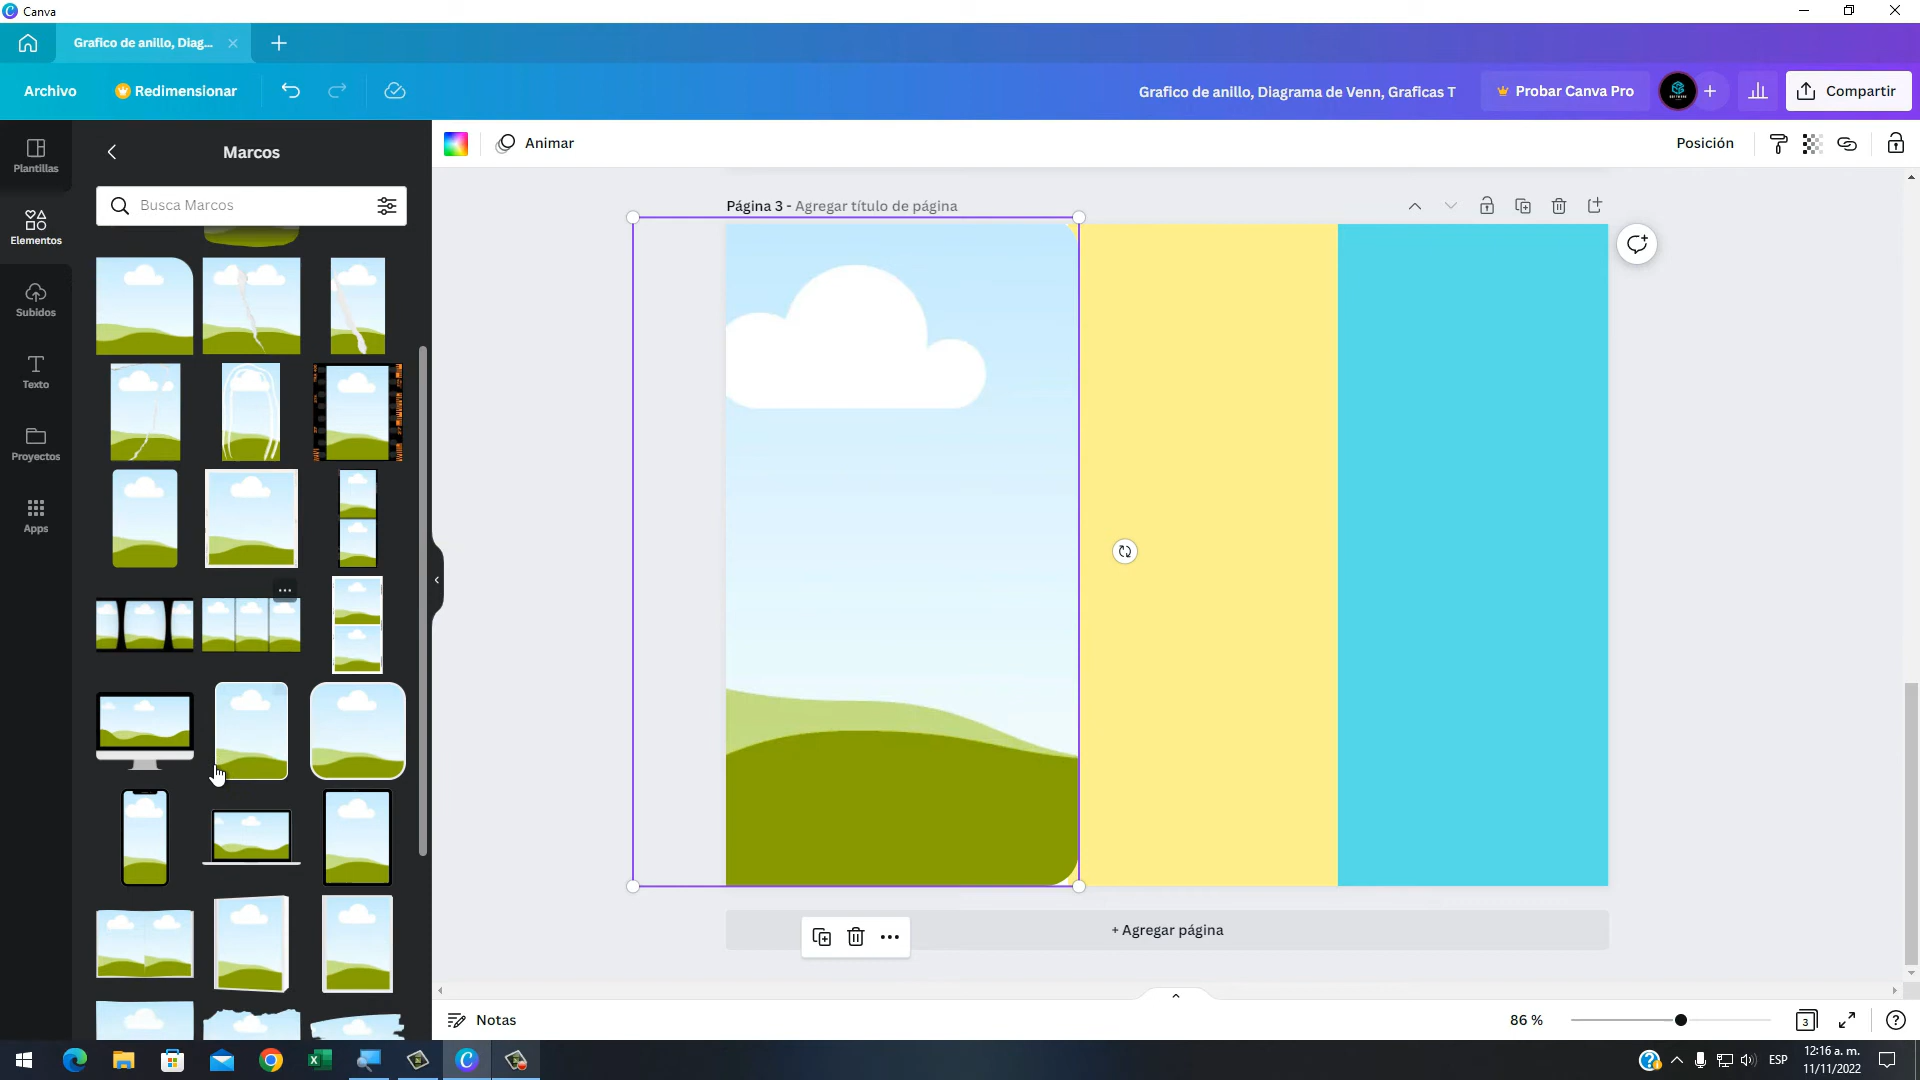 Canva
Grafico de anillo, Diag...
Archivo
Redimensionar
Grafico de anillo, Diagrama de Venn, Graficas T
Probar Canva Pro
Compartir
Plantillas
Elementos
Subidos
Texto
Proyectos
Apps
Marcos
Busca Marcos
Animar
Posición
Página 3 - Agregar título de página
+ Agregar página
Notas
86 %
3
ESP
12:16 a. m.
11/11/2022